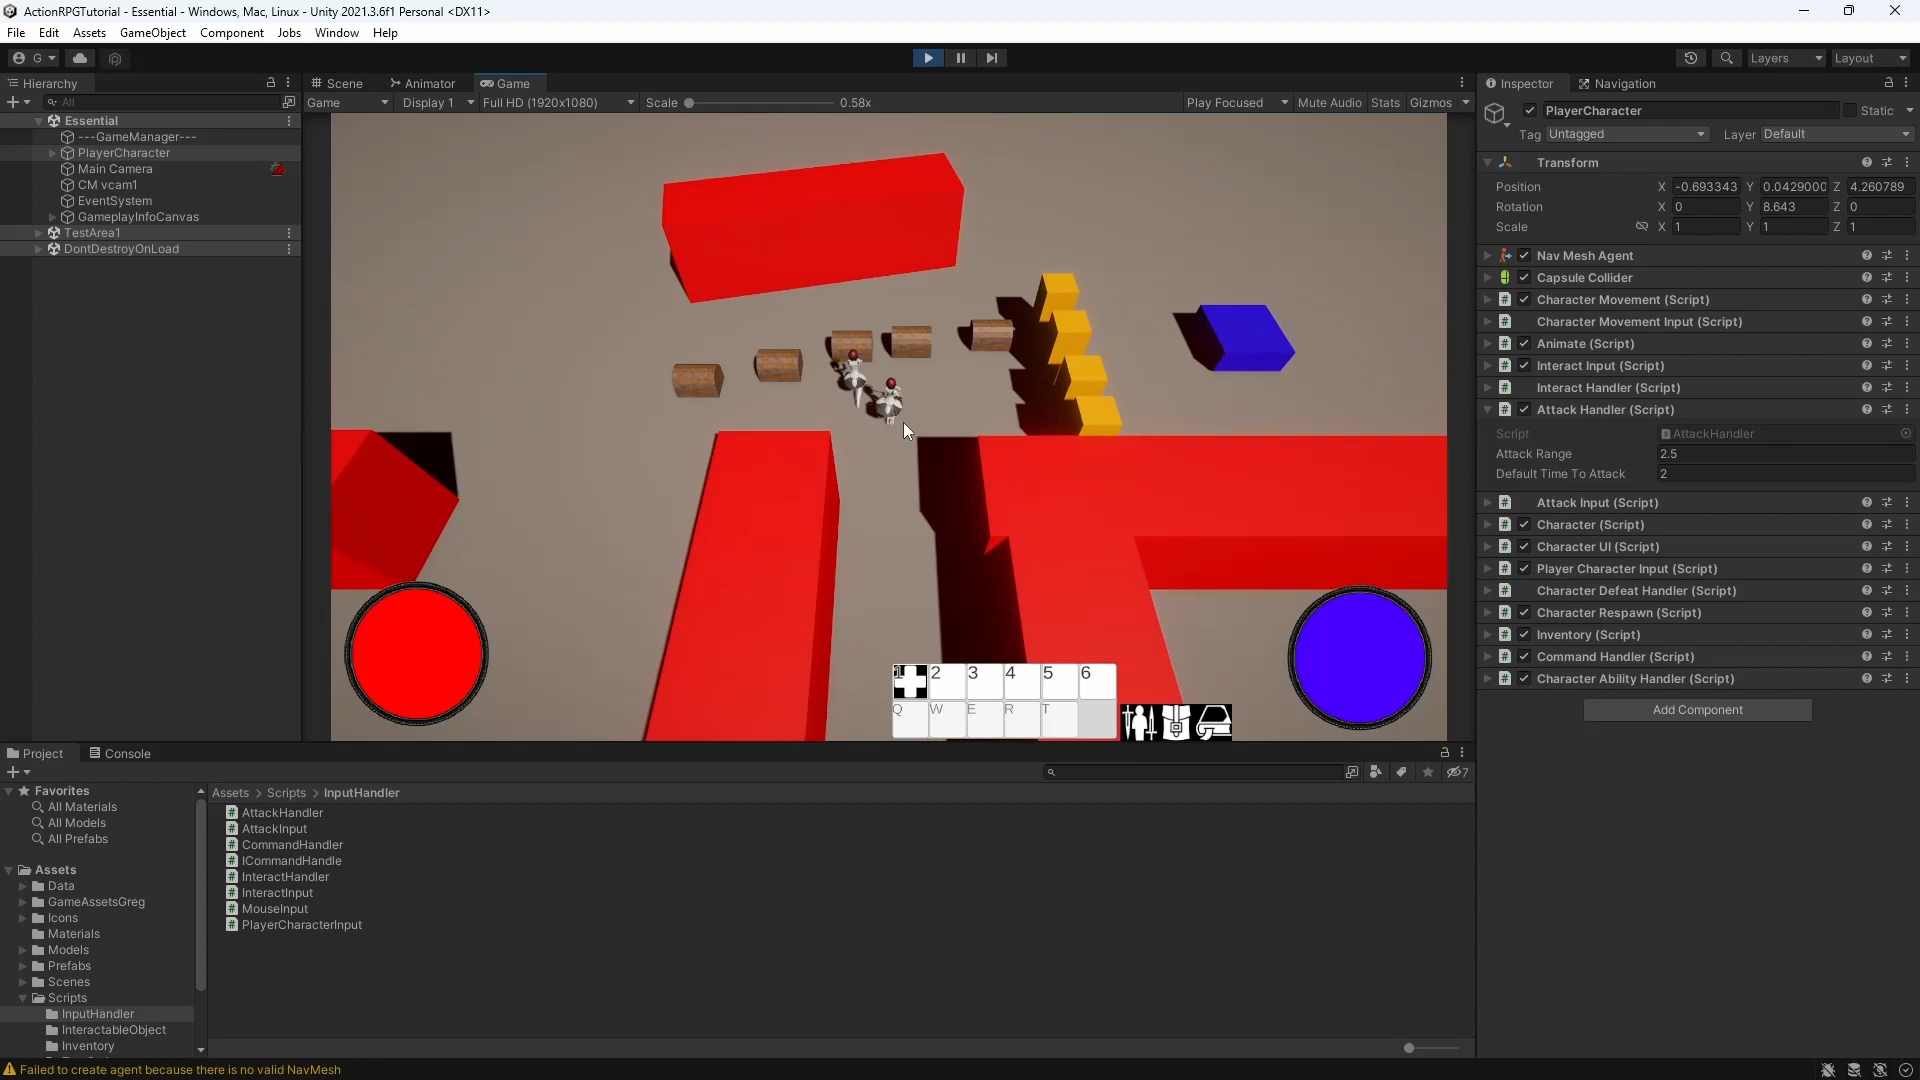 ActionRPGTutorial - Essential - Windows, Mac, Linux - Unity 2021.3.6f1 Personal <DX11>
File Edit Assets GameObject Component Jobs Window Help
G Layers Layout
Hierarchy
All
Essential
---GameManager---
PlayerCharacter
Main Camera
CM vcam1
EventSystem
GameplayInfoCanvas
TestArea1
DontDestroyOnLoad
Scene Animator Game
Game Display 1 Full HD (1920x1080) Scale 0.58x Play Focused Mute Audio Stats Gizmos
1 2 3 4 5 6
Q W E R T
Inspector Navigation
PlayerCharacter Static
Tag Untagged Layer Default
Transform
Position X -0.693343 Y 0.0429000 Z 4.260789
Rotation X 0 Y 8.643 Z 0
Scale X 1 Y 1 Z 1
Nav Mesh Agent
Capsule Collider
Character Movement (Script)
Character Movement Input (Script)
Animate (Script)
Interact Input (Script)
Interact Handler (Script)
Attack Handler (Script)
Script AttackHandler
Attack Range 2.5
Default Time To Attack 2
Attack Input (Script)
Character (Script)
Character UI (Script)
Player Character Input (Script)
Character Defeat Handler (Script)
Character Respawn (Script)
Inventory (Script)
Command Handler (Script)
Character Ability Handler (Script)
Add Component
Project Console
7
Favorites
All Materials
All Models
All Prefabs
Assets
Data
GameAssetsGreg
Icons
Materials
Models
Prefabs
Scenes
Scripts
InputHandler
InteractableObject
Inventory
Assets > Scripts > InputHandler
AttackHandler
AttackInput
CommandHandler
ICommandHandle
InteractHandler
InteractInput
MouseInput
PlayerCharacterInput
Failed to create agent because there is no valid NavMesh